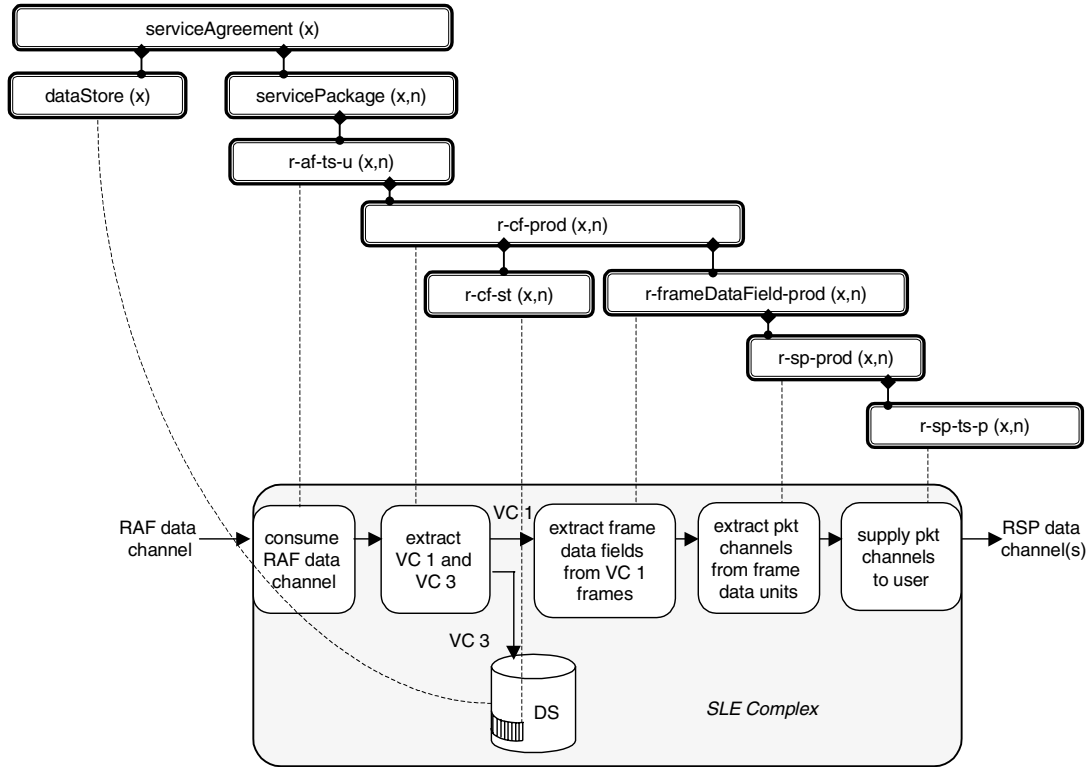 serviceAgreement (x)
dataStore (x)
servicePackage (x,n)
r-af-ts-u (x,n)
r-cf-prod (x,n)
r-cf-st (x,n)
r-frameDataField-prod (x,n)
r-sp-prod (x,n)
r-sp-ts-p (x,n)
RAF data
channel
consume
RAF data
channel
extract
VC 1 and
VC 3
VC 1
extract frame
data fields
from VC 1
frames
extract pkt
channels
from frame
data units
supply pkt
channels
to user
RSP data
channel(s)
VC 3
DS
SLE Complex